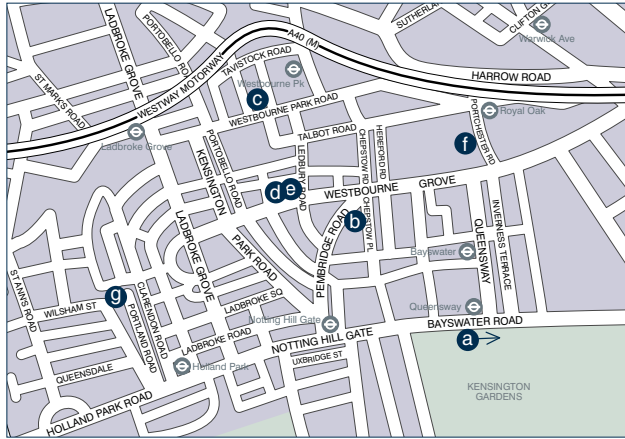 SUTHERLA
CLIFTON G
Warwick Ave
PORTOBELLO ROAD
LADBROKE GROVE
A40 (M)
TAVISTOCK ROAD
WESTWAY MOTORWAY
Westbourne Pk
HARROW ROAD
ST MARK'S ROAD
c
WESTBOURNE PARK ROAD
Royal Oak
PORTCHESTER RD
TALBOT ROAD
Ladbroke Grove
f
PORTOBELLO ROAD
KENSINGTON
PARK ROAD
LEDBURY ROAD
CHEPSTOW RD
HEREFORD RD
d
e
WESTBOURNE GROVE
b
CHEPSTOW PL
PEMBRIDGE ROAD
QUEENSWAY
INVERNESS TERRACE
LADBROKE GROVE
Bayswater
ST ANN'S ROAD
g
CLARENDON ROAD
PORTLAND ROAD
WILSHAM ST
LADBROKE SQ
Queensway
BAYSWATER ROAD
Notting Hill Gate
LADBROKE ROAD
NOTTING HILL GATE
a
UXBRIDGE ST
QUEENSDALE
Holland Park
HOLLAND PARK ROAD
KENSINGTON
GARDENS